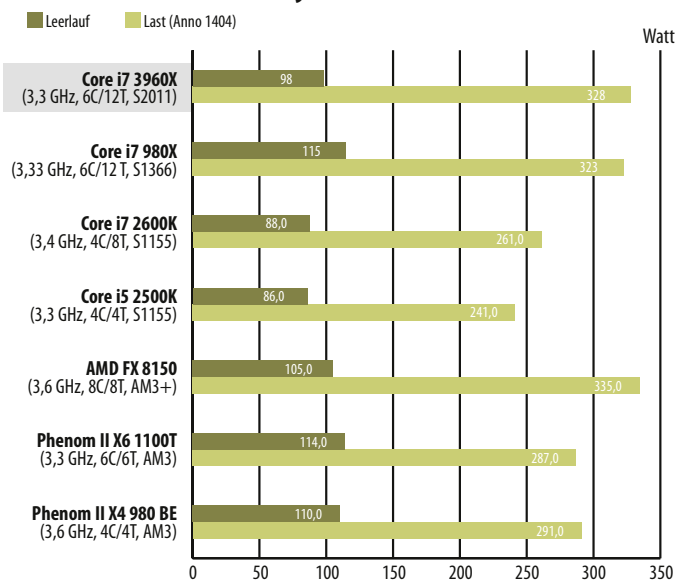 Leerlauf Last (Anno 1404)
Watt
Core i7 3960X
(3,3 GHz, 6C/12T, S2011)
98
328
Core i7 980X
(3,33 GHz, 6C/12 T, S1366)
115
323
Core i7 2600K
(3,4 GHz, 4C/8T, S1155)
88,0
261,0
Core i5 2500K
(3,3 GHz, 4C/4T, S1155)
86,0
241,0
AMD FX 8150
(3,6 GHz, 8C/8T, AM3+)
105,0
335,0
Phenom II X6 1100T
(3,3 GHz, 6C/6T, AM3)
114,0
287,0
Phenom II X4 980 BE
(3,6 GHz, 4C/4T, AM3)
110,0
291,0
0 50 100 150 200 250 300 350